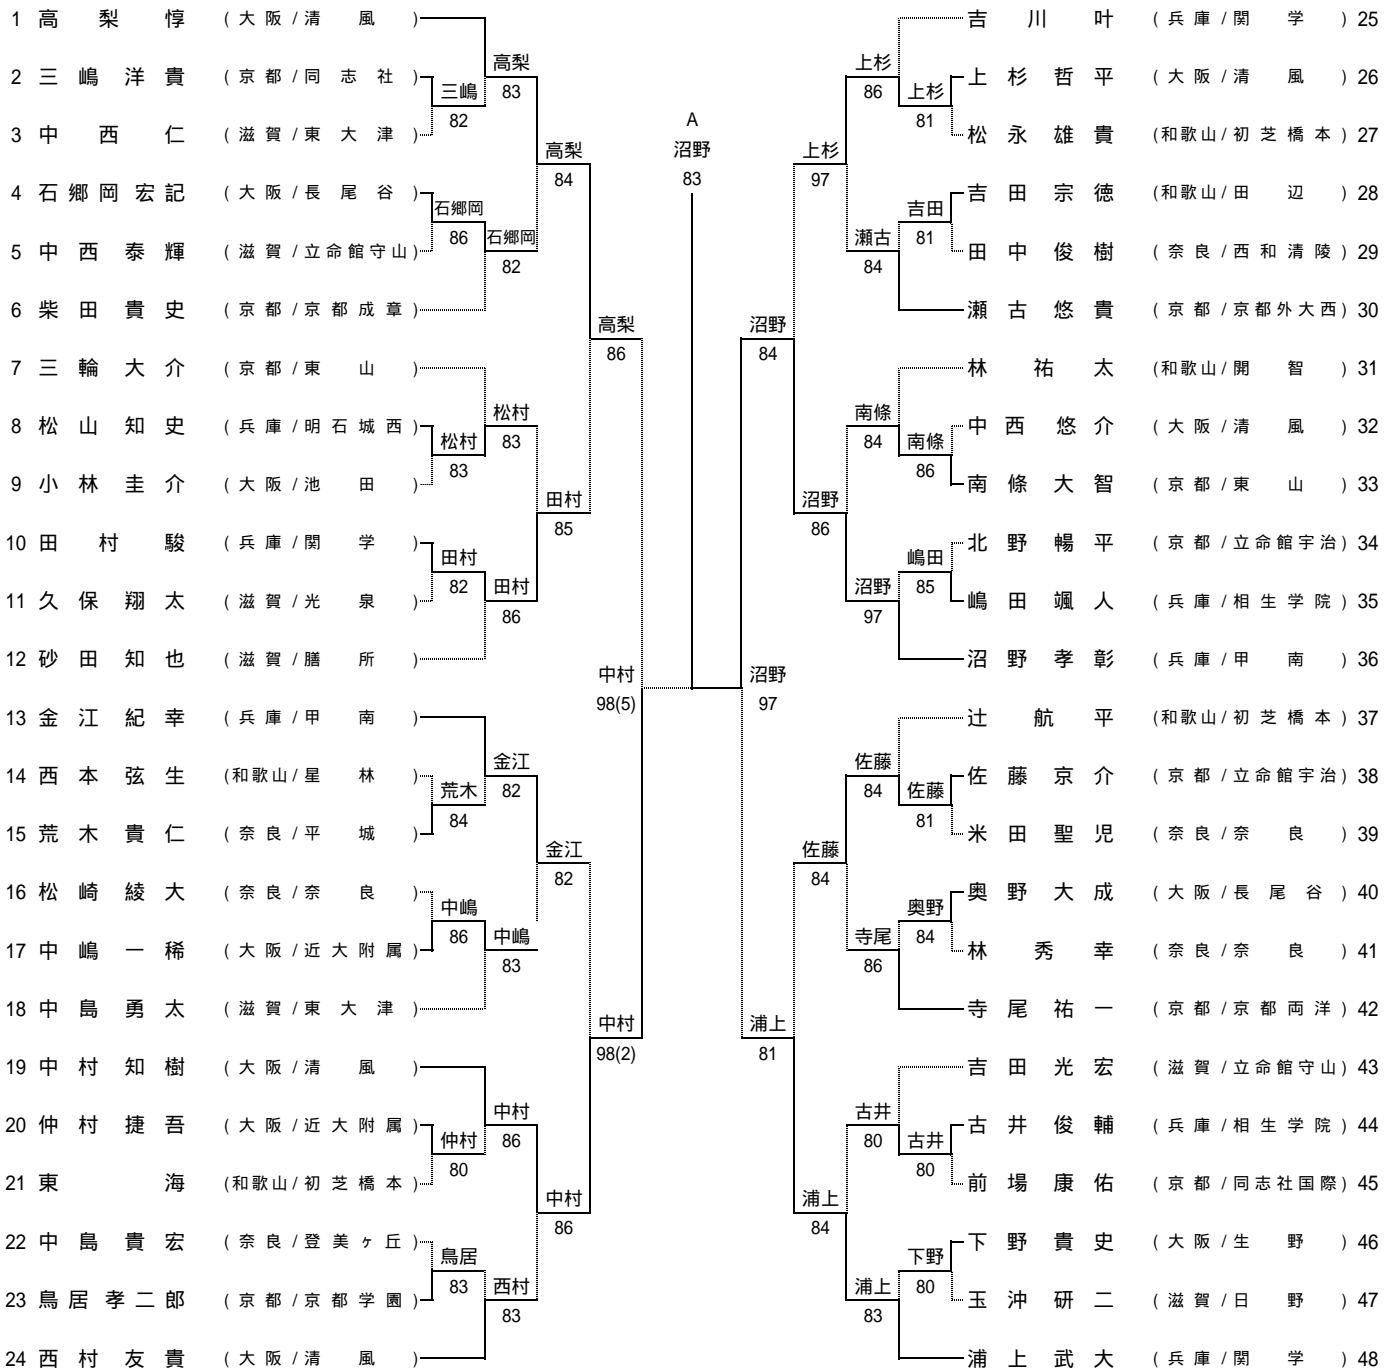 1 高梨惇 (大阪/清風)
2 三嶋洋貴 (京都/同志社)
3 中西仁 (滋賀/東大津)
4 石郷岡宏記 (大阪/長尾谷)
5 中西泰輝 (滋賀/立命館守山)
6 柴田貴史 (京都/京都成章)
7 三輪大介 (京都/東山)
8 松山知史 (兵庫/明石城西)
9 小林圭介 (大阪/池田)
10 田村駿 (兵庫/関学)
11 久保翔太 (滋賀/光泉)
12 砂田知也 (滋賀/膳所)
13 金江紀幸 (兵庫/甲南)
14 西本弦生 (和歌山/星林)
15 荒木貴仁 (奈良/平城)
16 松崎綾大 (奈良/奈良)
17 中嶋一稀 (大阪/近大附属)
18 中島勇太 (滋賀/東大津)
19 中村知樹 (大阪/清風)
20 仲村捷吾 (大阪/近大附属)
21 東海 (和歌山/初芝橋本)
22 中島貴宏 (奈良/登美ヶ丘)
23 鳥居孝二郎 (京都/京都学園)
24 西村友貴 (大阪/清風)
三嶋
82
石郷岡
86
松村
83
田村
82
荒木
84
中嶋
86
仲村
80
鳥居
83
高梨
83
石郷岡
82
松村
83
田村
86
金江
82
中嶋
83
中村
86
西村
83
高梨
84
田村
85
金江
82
中村
86
高梨
86
中村
98(2)
中村
98(5)
A
沼野
83
沼野
97
沼野
84
浦上
81
上杉
97
沼野
86
佐藤
84
浦上
84
上杉
86
瀬古
84
南條
84
沼野
97
佐藤
84
寺尾
86
古井
80
浦上
83
上杉
81
吉田
81
南條
86
嶋田
85
佐藤
81
奥野
84
古井
80
下野
80
吉川叶 (兵庫/関学) 25
上杉哲平 (大阪/清風) 26
松永雄貴 (和歌山/初芝橋本) 27
吉田宗徳 (和歌山/田辺) 28
田中俊樹 (奈良/西和清陵) 29
瀬古悠貴 (京都/京都外大西) 30
林祐太 (和歌山/開智) 31
中西悠介 (大阪/清風) 32
南條大智 (京都/東山) 33
北野暢平 (京都/立命館宇治) 34
嶋田颯人 (兵庫/相生学院) 35
沼野孝彰 (兵庫/甲南) 36
辻航平 (和歌山/初芝橋本) 37
佐藤京介 (京都/立命館宇治) 38
米田聖児 (奈良/奈良) 39
奥野大成 (大阪/長尾谷) 40
林秀幸 (奈良/奈良) 41
寺尾祐一 (京都/京都両洋) 42
吉田光宏 (滋賀/立命館守山) 43
古井俊輔 (兵庫/相生学院) 44
前場康佑 (京都/同志社国際) 45
下野貴史 (大阪/生野) 46
玉沖研二 (滋賀/日野) 47
浦上武大 (兵庫/関学) 48